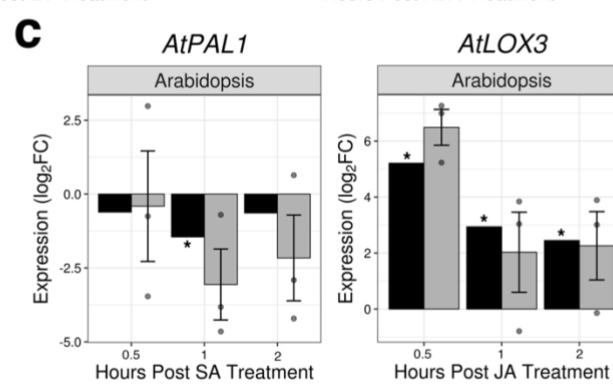 C
AtPAL1
Arabidopsis
Expression (log₂FC)
2.5
0.0
-2.5
-5.0
*
0.5 1 2
Hours Post SA Treatment
AtLOX3
Arabidopsis
Expression (log₂FC)
6
4
2
0
* * *
0.5 1 2
Hours Post JA Treatment